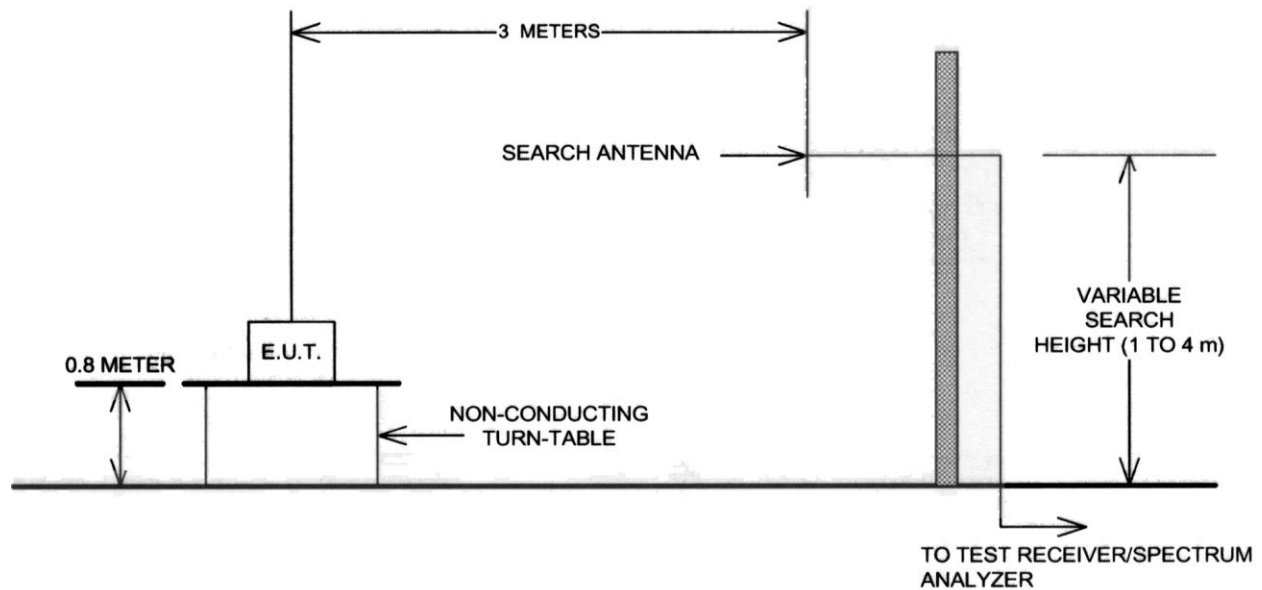 3 METERS
SEARCH ANTENNA
VARIABLE
SEARCH
HEIGHT (1 TO 4 m)
E.U.T.
0.8 METER
NON-CONDUCTING
TURN-TABLE
TO TEST RECEIVER/SPECTRUM
ANALYZER